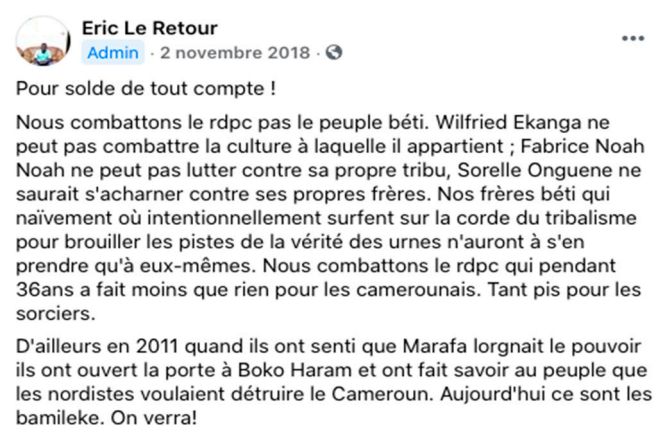 Eric Le Retour
Admin · 2 novembre 2018 ·
Pour solde de tout compte !
Nous combattons le rdpc pas le peuple béti. Wilfried Ekanga ne
peut pas combattre la culture à laquelle il appartient ; Fabrice Noah
Noah ne peut pas lutter contre sa propre tribu, Sorelle Onguene ne
saurait s'acharner contre ses propres frères. Nos frères béti qui
naïvement où intentionnellement surfent sur la corde du tribalisme
pour brouiller les pistes de la vérité des urnes n'auront à s'en
prendre qu'à eux-mêmes. Nous combattons le rdpc qui pendant
36ans a fait moins que rien pour les camerounais. Tant pis pour les
sorciers.
D'ailleurs en 2011 quand ils ont senti que Marafa lorgnait le pouvoir
ils ont ouvert la porte à Boko Haram et ont fait savoir au peuple que
les nordistes voulaient détruire le Cameroun. Aujourd'hui ce sont les
bamileke. On verra!